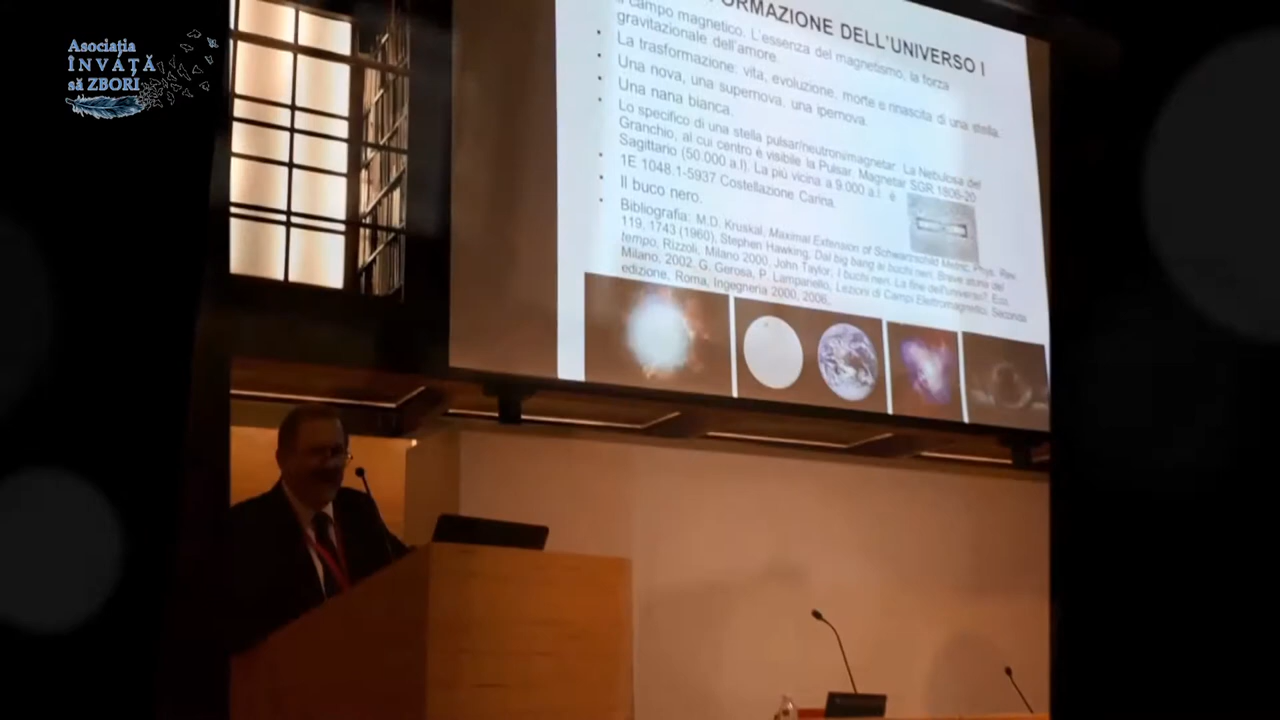 Asociația
ÎNVAȚĂ
să ZBORI
ORMAZIONE DELL'UNIVERSO I
campo magnetico. L'essenza del magnetismo, la forza
gravitazionale dell'amore.
La trasformazione: vita, evoluzione, morte e rinascita di una stella.
Una nova, una supernova, una ipernova.
Una nana bianca.
Lo specifico di una stella pulsar/neutroni/magnetar. La Nebulosa del
Granchio, al cui centro è visibile la Pulsar. Magnetar SGR 1806-20
Sagittario (50.000 a.l). La più vicina a 9.000 a.l. è
1E 1048.1-5937 Costellazione Carina.
Il buco nero.
Bibliografia: M.D. Kruskal, Maximal Extension of Schwarzschild Metric, Phys. Rev.
119, 1743 (1960), Stephen Hawking, Dal big bang ai buchi neri. Breve storia del
tempo, Rizzoli, Milano 2000, John Taylor, I buchi neri. La fine dell'universo?, Eco,
Milano, 2002. G. Gerosa, P. Lampariello, Lezioni di Campi Elettromagnetici, Seconda
edizione, Roma, Ingegneria 2000, 2006,